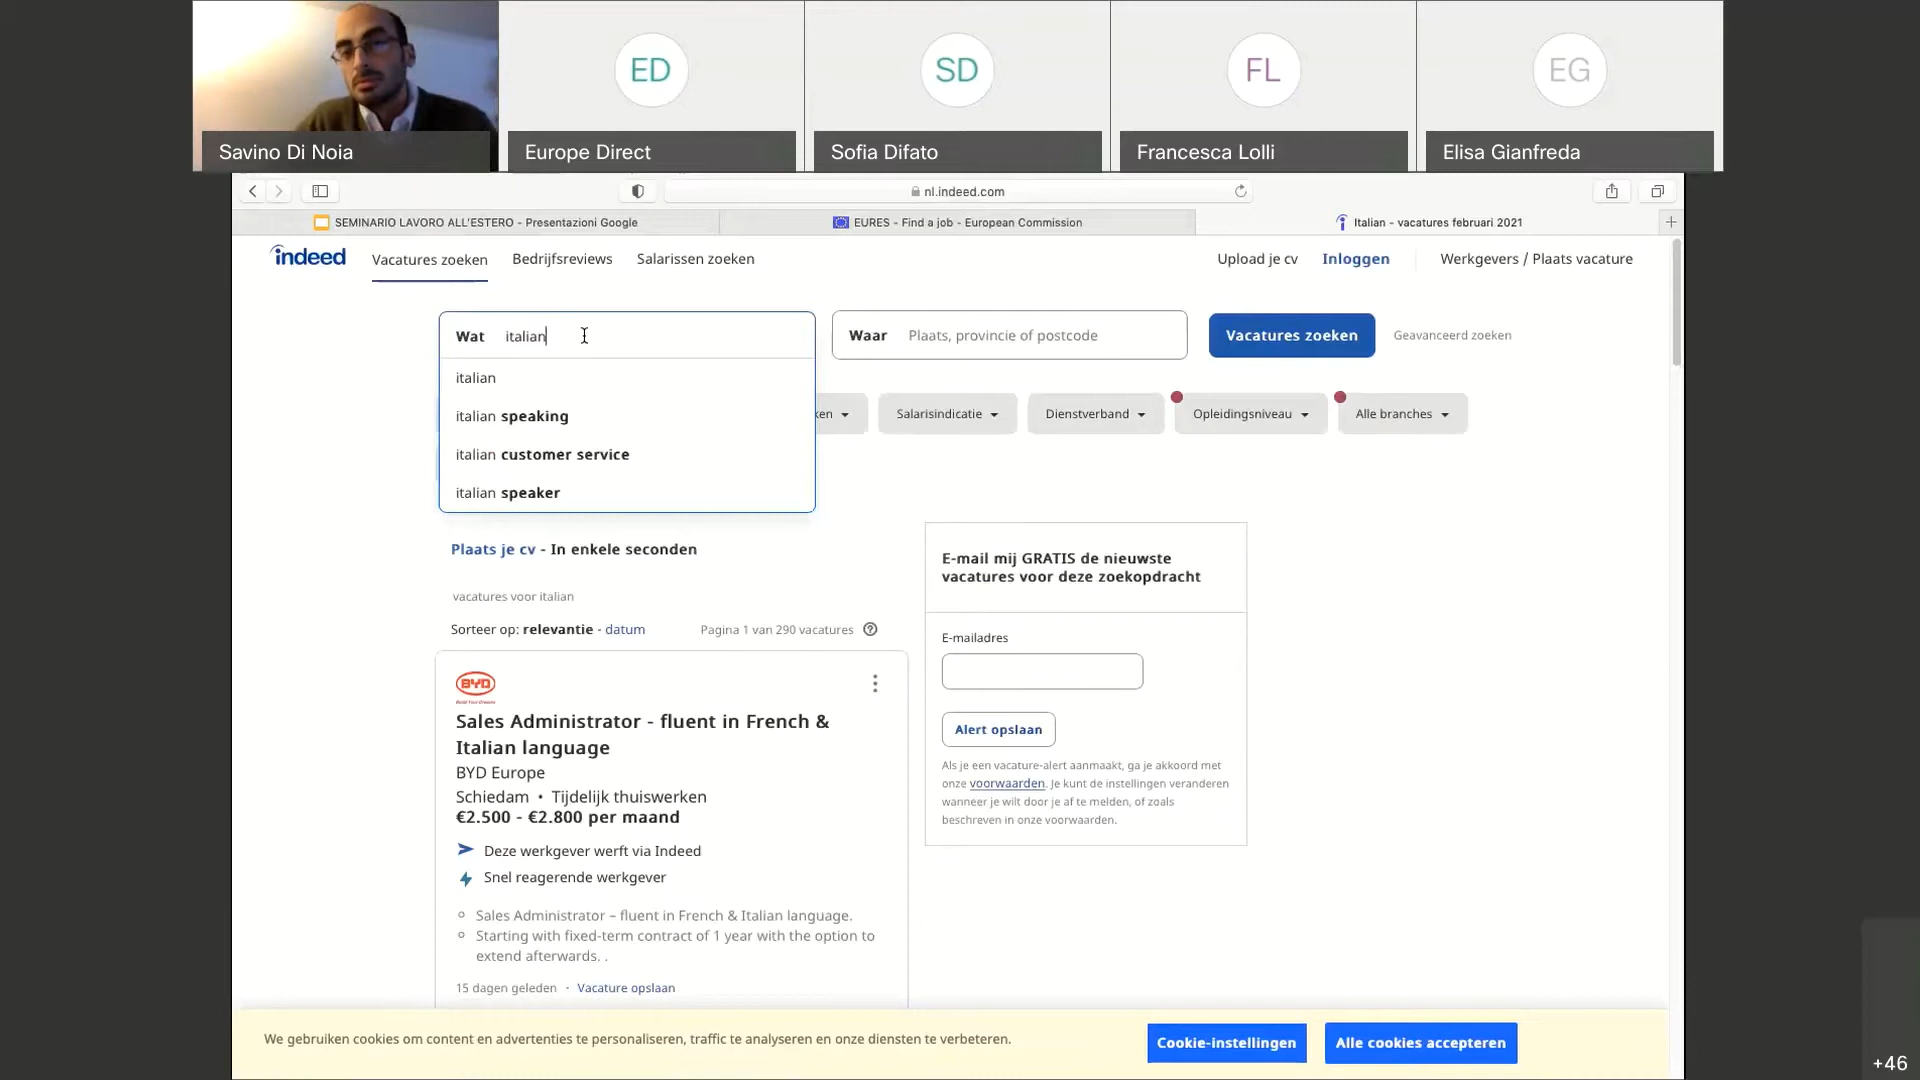 ED
SD
FL
EG
Savino Di Noia
Europe Direct
Sofia Difato
Francesca Lolli
Elisa Gianfreda
nl.indeed.com
SEMINARIO LAVORO ALL'ESTERO - Presentazioni Google
EURES - Find a job - European Commission
Italian - vacatures februari 2021
indeed
Vacatures zoeken
Bedrijfsreviews
Salarissen zoeken
Upload je cv
Inloggen
Werkgevers / Plaats vacature
Wat italian
Waar Plaats, provincie of postcode
Vacatures zoeken
Geavanceerd zoeken
italian
italian speaking
italian customer service
italian speaker
ken
Salarisindicatie
Dienstverband
Opleidingsniveau
Alle branches
Plaats je cv - In enkele seconden
vacatures voor italian
Sorteer op: relevantie - datum
Pagina 1 van 290 vacatures
BYD
Build Your Dreams
Sales Administrator - fluent in French &
Italian language
BYD Europe
Schiedam • Tijdelijk thuiswerken
€2.500 - €2.800 per maand
Deze werkgever werft via Indeed
Snel reagerende werkgever
Sales Administrator – fluent in French & Italian language.
Starting with fixed-term contract of 1 year with the option to
extend afterwards. .
15 dagen geleden · Vacature opslaan
E-mail mij GRATIS de nieuwste
vacatures voor deze zoekopdracht
E-mailadres
Alert opslaan
Als je een vacature-alert aanmaakt, ga je akkoord met
onze voorwaarden. Je kunt de instellingen veranderen
wanneer je wilt door je af te melden, of zoals
beschreven in onze voorwaarden.
We gebruiken cookies om content en advertenties te personaliseren, traffic te analyseren en onze diensten te verbeteren.
Cookie-instellingen
Alle cookies accepteren
+46